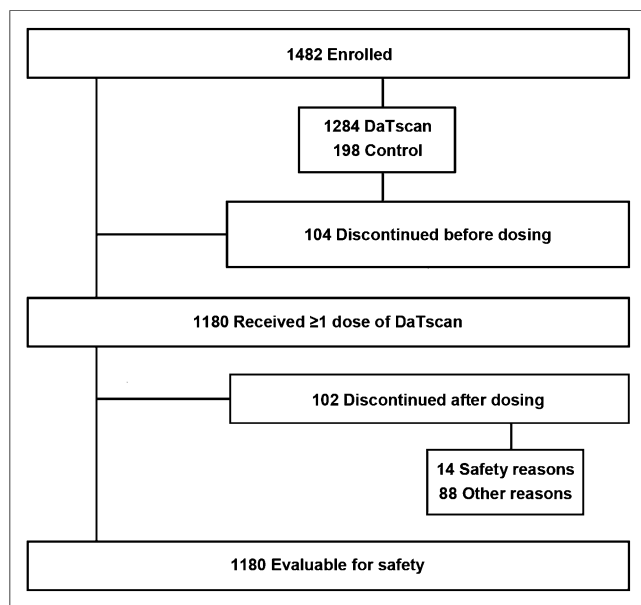 1482 Enrolled
1284 DaTscan
198 Control
104 Discontinued before dosing
1180 Received ≥1 dose of DaTscan
102 Discontinued after dosing
14 Safety reasons
88 Other reasons
1180 Evaluable for safety